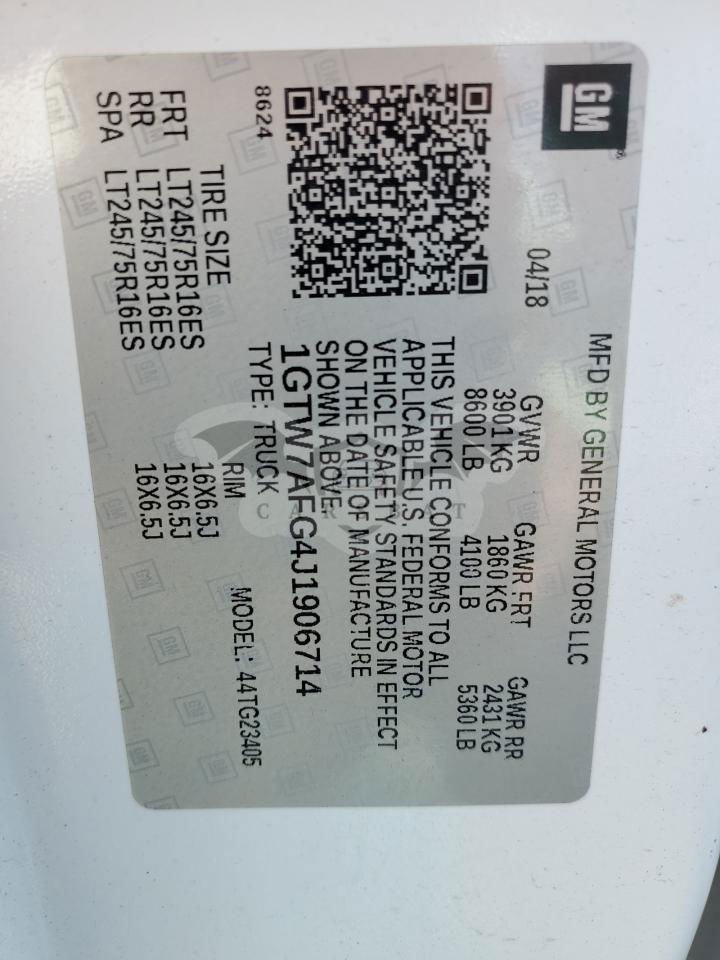 GM
MFD BY GENERAL MOTORS LLC
04/18
GVWR GAWR FRT GAWR RR
3901 KG 1860 KG 2431 KG
8600 LB 4100 LB 5360 LB
THIS VEHICLE CONFORMS TO ALL
APPLICABLE U.S. FEDERAL MOTOR
VEHICLE SAFETY STANDARDS IN EFFECT
ON THE DATE OF MANUFACTURE
SHOWN ABOVE.
1GTW7AFG4J1906714
8624
TYPE: TRUCK MODEL: 44TG23405
TIRE SIZE RIM
FRT LT245/75R16ES 16X6.5J
RR LT245/75R16ES 16X6.5J
SPA LT245/75R16ES 16X6.5J